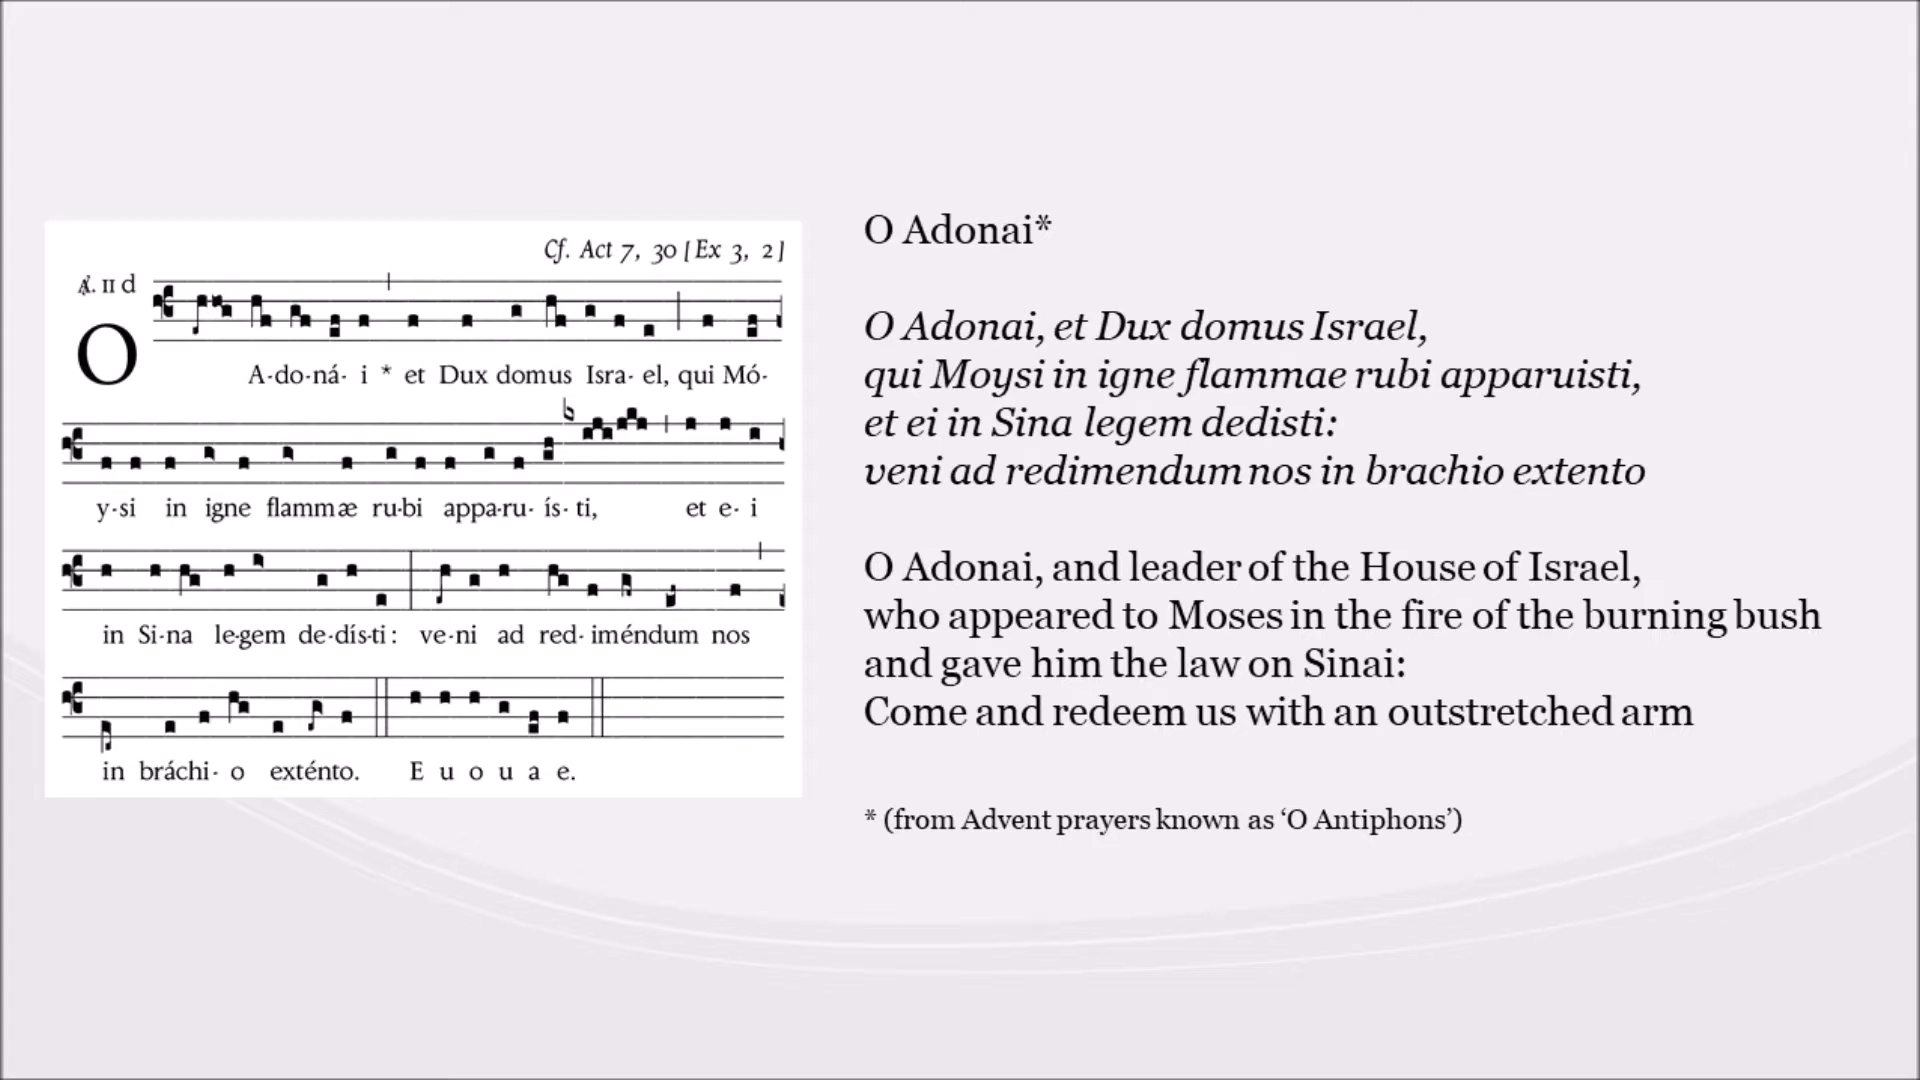 Cf. Act 7, 30 [Ex 3, 2]
II d
O A-do-ná- i * et Dux domus Isra- el, qui Mó-
y-si in igne flammæ ru-bi appa-ru- ís- ti, et e- i
in Si-na le-gem de-dís-ti: ve-ni ad red- iméndum nos
in bráchi- o exténto. E u o u a e.
O Adonai*
O Adonai, et Dux domus Israel,
qui Moysi in igne flammae rubi apparuisti,
et ei in Sina legem dedisti:
veni ad redimendum nos in brachio extento
O Adonai, and leader of the House of Israel,
who appeared to Moses in the fire of the burning bush
and gave him the law on Sinai:
Come and redeem us with an outstretched arm
* (from Advent prayers known as ‘O Antiphons’)